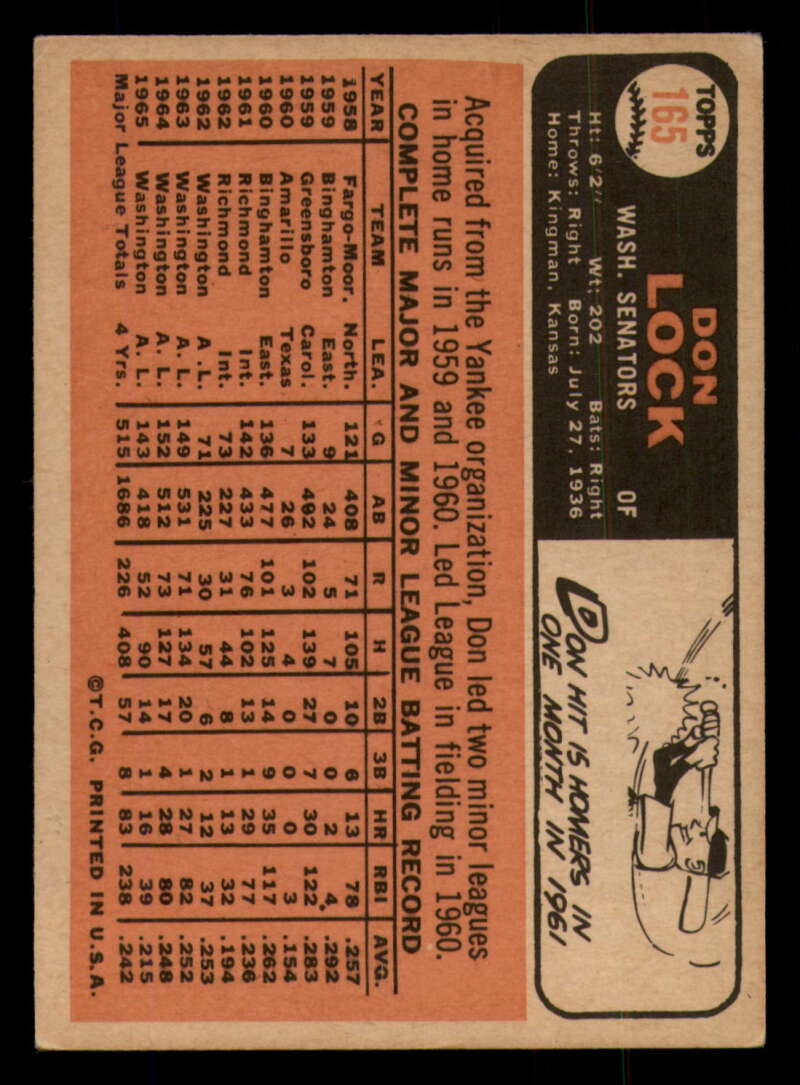 TOPPS
165
DON
LOCK
WASH. SENATORS OF
Ht: 6'2" Wt: 202 Bats: Right
Throws: Right Born: July 27, 1936
Home: Kingman, Kansas
DON HIT 15 HOMERS IN
ONE MONTH IN 1961
Acquired from the Yankee organization, Don led two minor leagues
in home runs in 1959 and 1960. Led League in fielding in 1960.
COMPLETE MAJOR AND MINOR LEAGUE BATTING RECORD
YEAR TEAM LEA. G AB R H 2B 3B HR RBI AVG.
1958 Fargo-Moor. North. 121 408 71 105 10 6 13 78 .257
1959 Binghamton East. 9 24 5 7 0 0 2 4 .292
1959 Greensboro Carol. 133 492 102 139 27 7 30 122 .283
1960 Amarillo Texas 7 26 3 4 0 0 0 3 .154
1960 Binghamton East. 136 477 101 125 14 9 35 117 .262
1961 Richmond Int. 142 433 76 102 13 1 29 77 .236
1962 Richmond Int. 73 227 31 44 8 1 13 32 .194
1962 Washington A .L. 71 225 30 57 6 2 12 37 .253
1963 Washington A. L. 149 531 71 134 20 1 27 82 .252
1964 Washington A. L. 152 512 73 127 17 4 28 80 .248
1965 Washington A. L. 143 418 52 90 14 1 16 39 .215
Major League Totals 4 Yrs. 515 1686 226 408 57 8 83 238 .242
©T.C.G. PRINTED IN U.S.A.